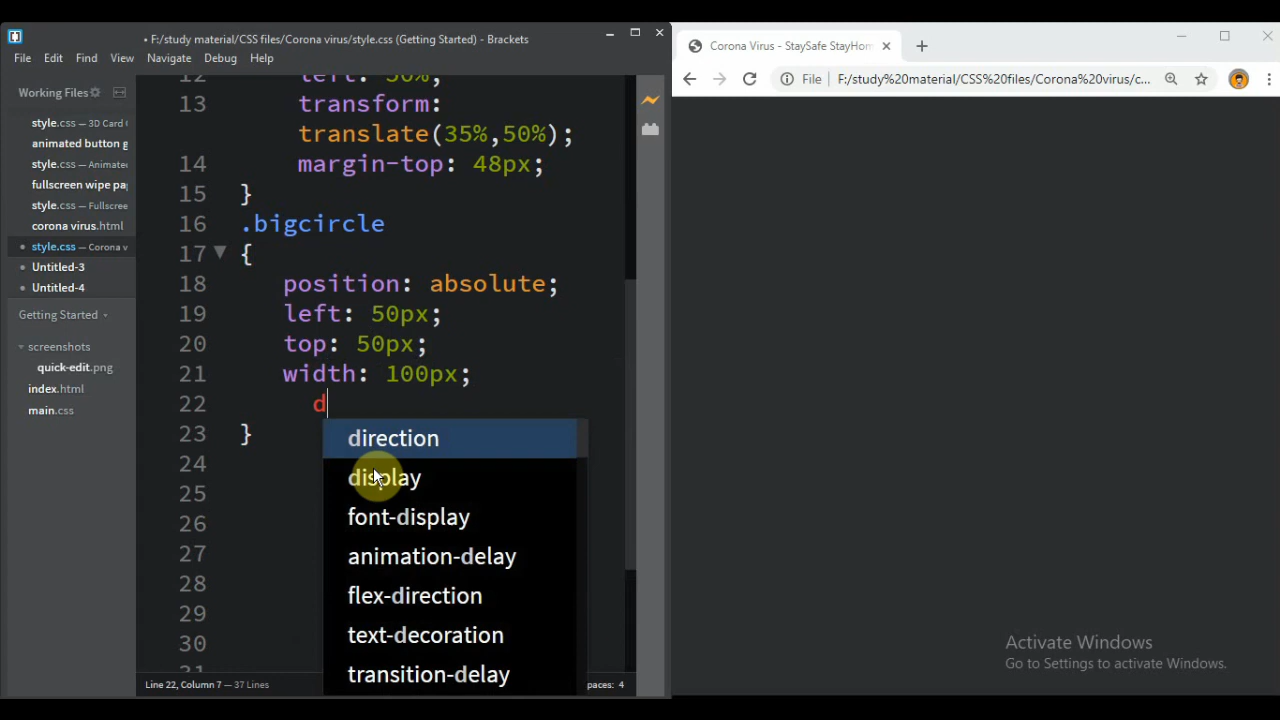 • F:/study material/CSS files/Corona virus/style.css (Getting Started) - Brackets
File Edit Find View Navigate Debug Help
Working Files
style.css — 3D Card
animated button g
style.css — Animate
fullscreen wipe pa
style.css — Fullscree
corona virus.html
• style.css — Corona v
• Untitled-3
• Untitled-4
Getting Started
screenshots
quick-edit.png
index.html
main.css
12 left: 50%;
13 transform:
translate(35%,50%);
14 margin-top: 48px;
15 }
16 .bigcircle
17 {
18 position: absolute;
19 left: 50px;
20 top: 50px;
21 width: 100px;
22 d
23 }
24
25
26
27
28
29
30
31
direction
display
font-display
animation-delay
flex-direction
text-decoration
transition-delay
Line 22, Column 7 — 37 Lines
paces: 4
Corona Virus - StaySafe StayHom
File F:/study%20material/CSS%20files/Corona%20virus/c...
Activate Windows
Go to Settings to activate Windows.